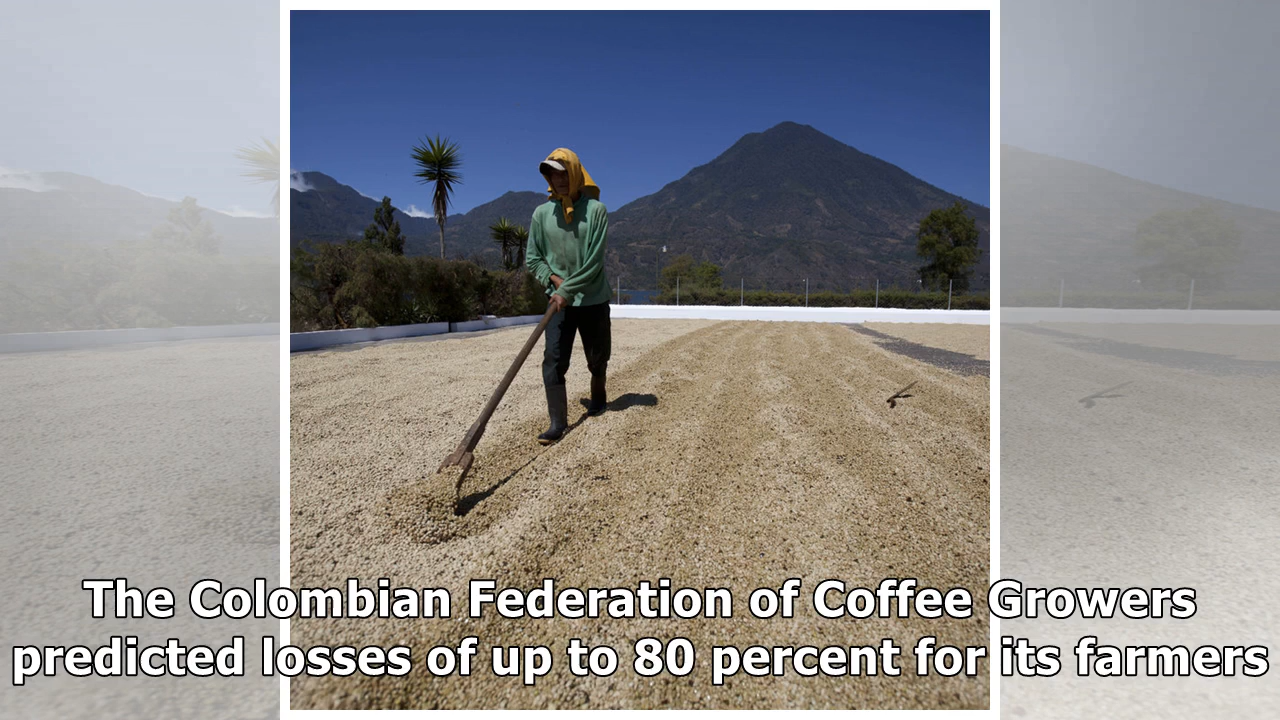 The Colombian Federation of Coffee Growers
predicted losses of up to 80 percent for its farmers